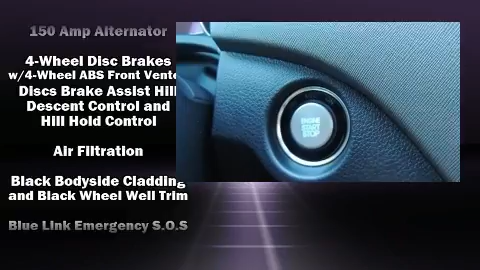 150 Amp Alternator
4-Wheel Disc Brakes
w/4-Wheel ABS Front Vente
Discs Brake Assist Hill
Descent Control and
Hill Hold Control
Air Filtration
Black Bodyside Cladding
and Black Wheel Well Trim
Blue Link Emergency S.O.S
ENGINE
START
STOP